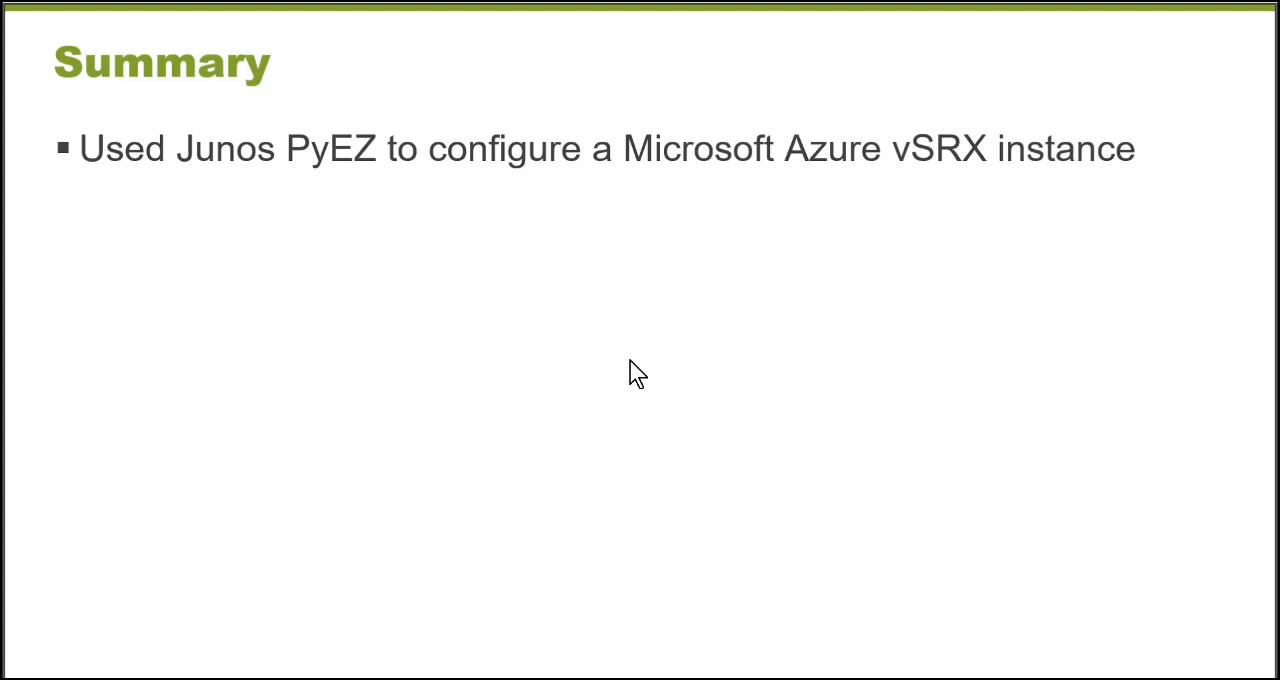 Summary
▪ Used Junos PyEZ to configure a Microsoft Azure vSRX instance